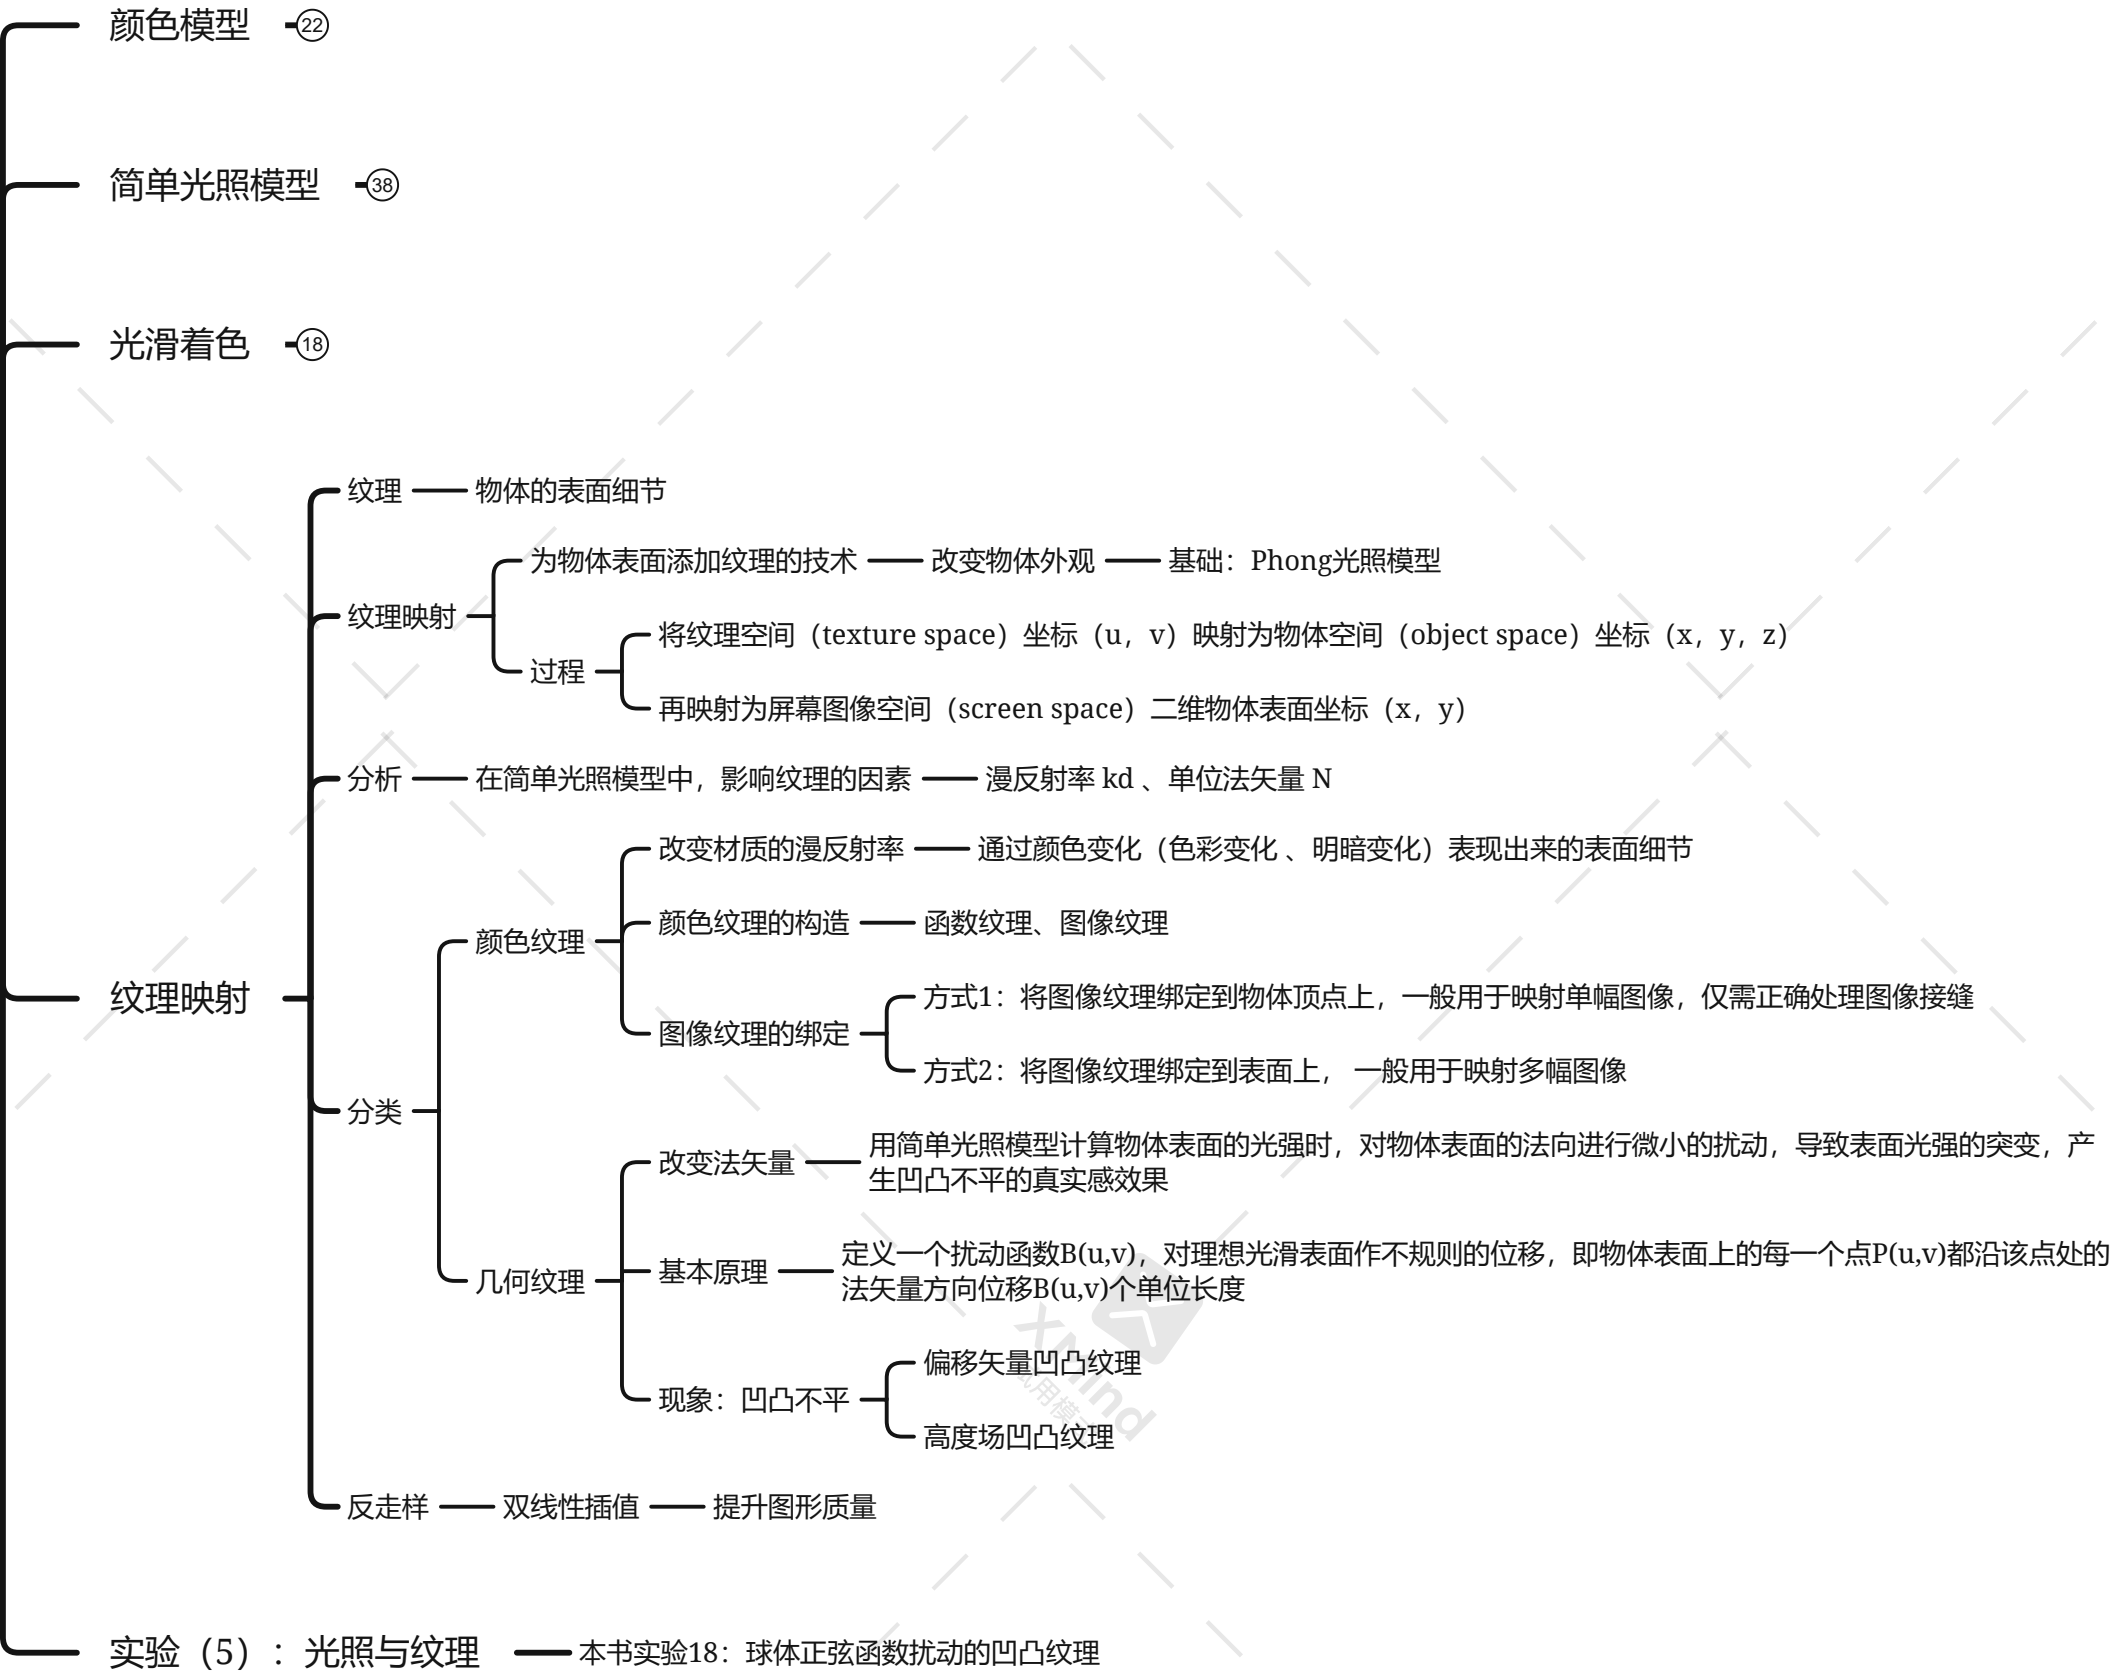 颜色模型 22
简单光照模型 38
光滑着色 18
纹理 物体的表面细节
为物体表面添加纹理的技术 改变物体外观 基础：Phong光照模型
纹理映射
将纹理空间（texture space）坐标（u，v）映射为物体空间（object space）坐标（x，y，z）
过程
再映射为屏幕图像空间（screen space）二维物体表面坐标（x，y）
分析 在简单光照模型中，影响纹理的因素 漫反射率 kd 、单位法矢量 N
改变材质的漫反射率 通过颜色变化（色彩变化 、明暗变化）表现出来的表面细节
颜色纹理的构造 函数纹理、图像纹理
颜色纹理
方式1：将图像纹理绑定到物体顶点上，一般用于映射单幅图像，仅需正确处理图像接缝
纹理映射
图像纹理的绑定
方式2：将图像纹理绑定到表面上， 一般用于映射多幅图像
分类
用简单光照模型计算物体表面的光强时，对物体表面的法向进行微小的扰动，导致表面光强的突变，产
改变法矢量
生凹凸不平的真实感效果
定义一个扰动函数B(u,v)，对理想光滑表面作不规则的位移，即物体表面上的每一个点P(u,v)都沿该点处的
基本原理
几何纹理
法矢量方向位移B(u,v)个单位长度
偏移矢量凹凸纹理
现象：凹凸不平
高度场凹凸纹理
XMind
试用模式
反走样 双线性插值 提升图形质量
实验（5）：光照与纹理 本书实验18：球体正弦函数扰动的凹凸纹理